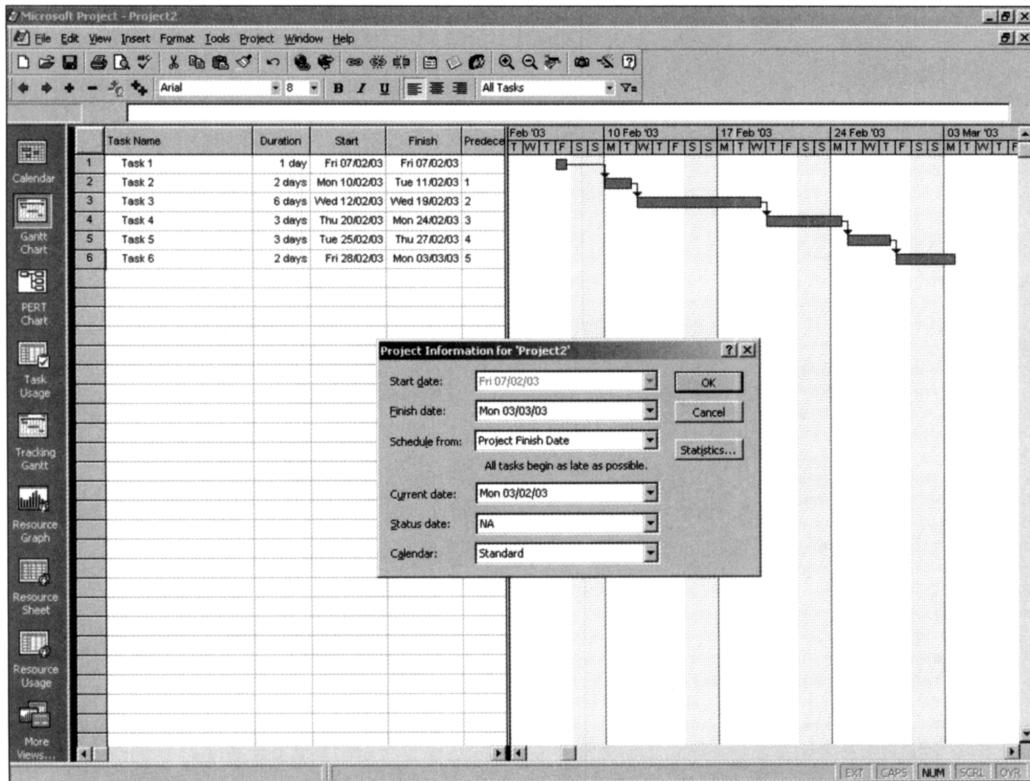 Microsoft Project - Project2
File Edit View Insert Format Tools Project Window Help
Arial 8 B I U All Tasks
Task Name Duration Start Finish Predece
Feb '03 10 Feb '03 17 Feb '03 24 Feb '03 03 Mar '03
T W T F S S M T W T F S S M T W T F S S M T W T F S S M T W T F
1 Task 1 1 day Fri 07/02/03 Fri 07/02/03
2 Task 2 2 days Mon 10/02/03 Tue 11/02/03 1
3 Task 3 6 days Wed 12/02/03 Wed 19/02/03 2
4 Task 4 3 days Thu 20/02/03 Mon 24/02/03 3
5 Task 5 3 days Tue 25/02/03 Thu 27/02/03 4
6 Task 6 2 days Fri 28/02/03 Mon 03/03/03 5
Calendar
Gantt
Chart
PERT
Chart
Task
Usage
Tracking
Gantt
Resource
Graph
Resource
Sheet
Resource
Usage
More
Views...
Project Information for 'Project2'
Start date: Fri 07/02/03 OK
Finish date: Mon 03/03/03 Cancel
Schedule from: Project Finish Date Statistics...
All tasks begin as late as possible.
Current date: Mon 03/02/03
Status date: NA
Calendar: Standard
EXT CAPS NUM SCRL OVR